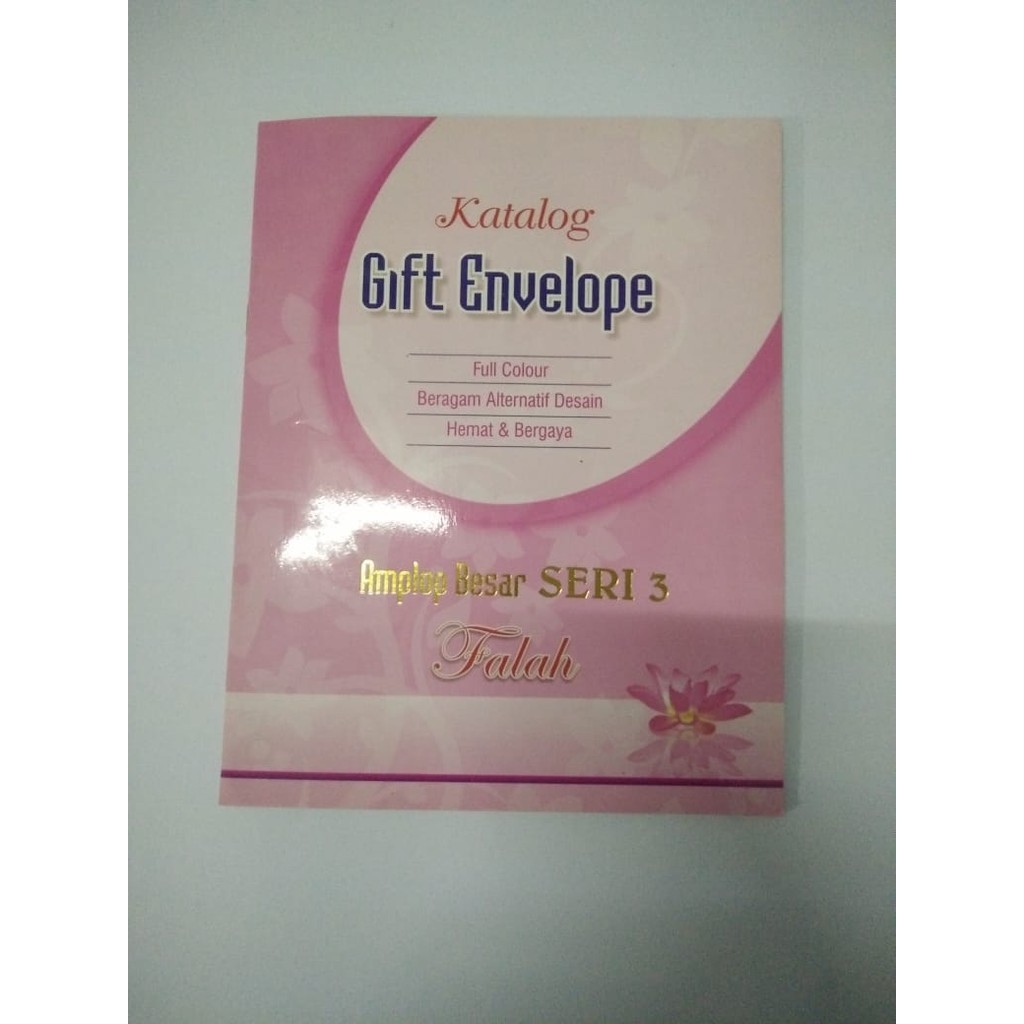 Katalog
Gift Envelope
Full Colour
Beragam Alternatif Desain
Hemat & Bergaya
Amplop Besar SERI 3
Falah